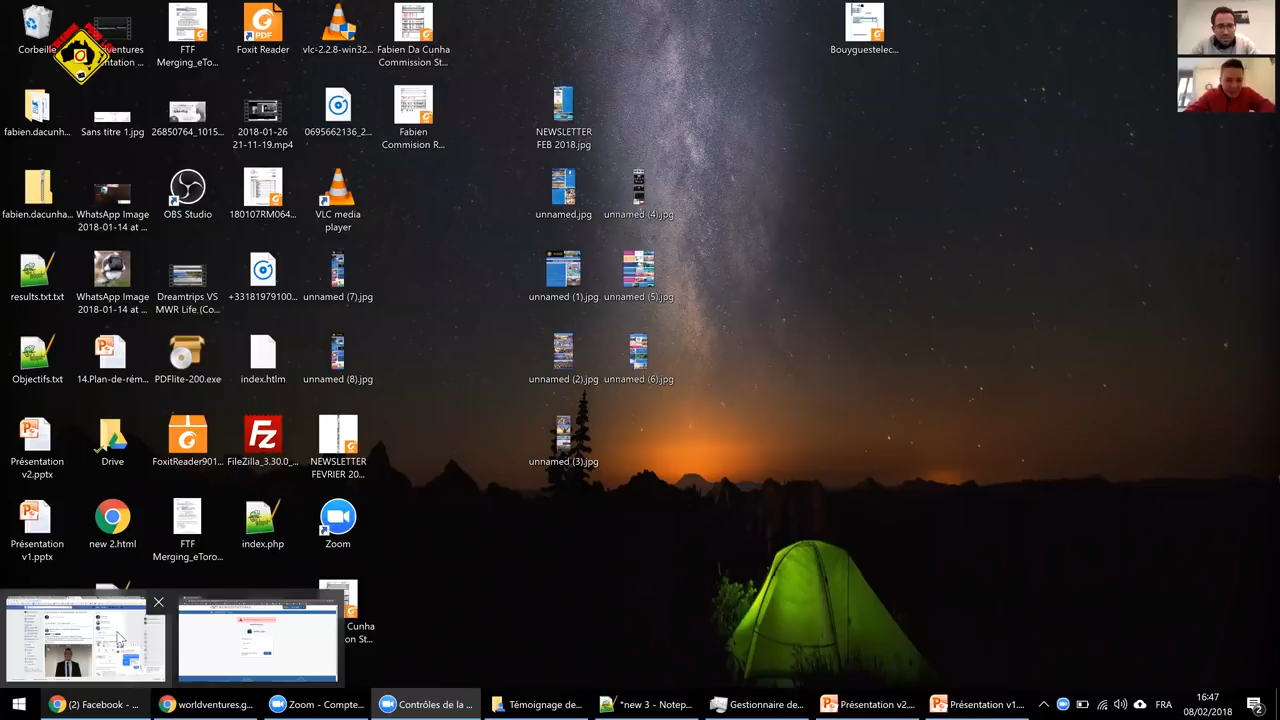 Corbeille
ventures
ntation ...
FTF
Merging_eToro...
Foxit Reader
vlc-2.2.8-win32...
Fabien Da Cunha
Commission St...
Bouyguestelec...
fabien.dacunh...
Sans titre 1.jpg
26850764_1015...
2018-01-26
21-11-19.mp4
0695662136_2...
Fabien
Commision R...
NEWSLETTER
FEB 2018.jpg
fabien.dacunha...
WhatsApp Image
2018-01-14 at ...
OBS Studio
180107RM064...
VLC media
player
unnamed.jpg
unnamed (4).jpg
results.txt.txt
WhatsApp Image
2018-01-14 at ...
Dreamtrips VS
MWR Life (Co...
+33181979100...
unnamed (7).jpg
unnamed (1).jpg
unnamed (5).jpg
Objectifs.txt
14.Plan-de-rém...
PDFlite-200.exe
index.htlm
unnamed (8).jpg
unnamed (2).jpg
unnamed (6).jpg
Présentation
v2.pptx
Drive
FoxitReader901...
FileZilla_3.30.0_...
NEWSLETTER
FEVRIER 20...
unnamed (3).jpg
Présentation
v1.pptx
new 2.html
FTF
Merging_eToro...
index.php
Zoom
Cunha
on St...
(2) Facebook - ...
worldventures.g...
Zoom - Compte...
Contrôles de la ...
Témoignage de...
*new 3 - Notep...
Gestionnaire de...
Présentation v2...
Présentation v1...
FRA
16:47
08/02/2018
2